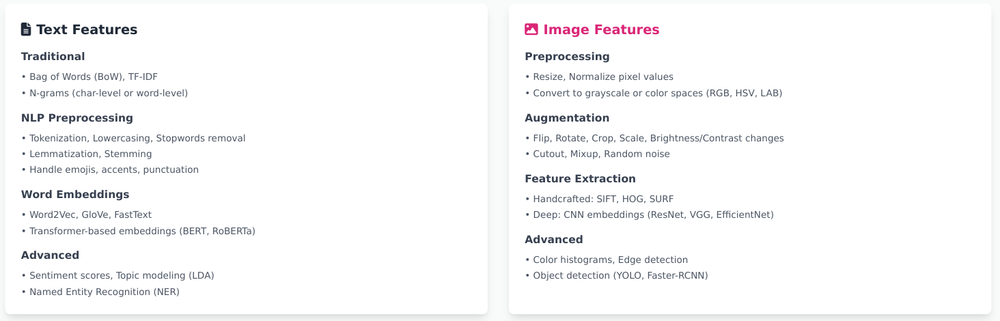 Text Features
Traditional
• Bag of Words (BoW), TF-IDF
• N-grams (char-level or word-level)
NLP Preprocessing
• Tokenization, Lowercasing, Stopwords removal
• Lemmatization, Stemming
• Handle emojis, accents, punctuation
Word Embeddings
• Word2Vec, GloVe, FastText
• Transformer-based embeddings (BERT, RoBERTa)
Advanced
• Sentiment scores, Topic modeling (LDA)
• Named Entity Recognition (NER)
Image Features
Preprocessing
• Resize, Normalize pixel values
• Convert to grayscale or color spaces (RGB, HSV, LAB)
Augmentation
• Flip, Rotate, Crop, Scale, Brightness/Contrast changes
• Cutout, Mixup, Random noise
Feature Extraction
• Handcrafted: SIFT, HOG, SURF
• Deep: CNN embeddings (ResNet, VGG, EfficientNet)
Advanced
• Color histograms, Edge detection
• Object detection (YOLO, Faster-RCNN)